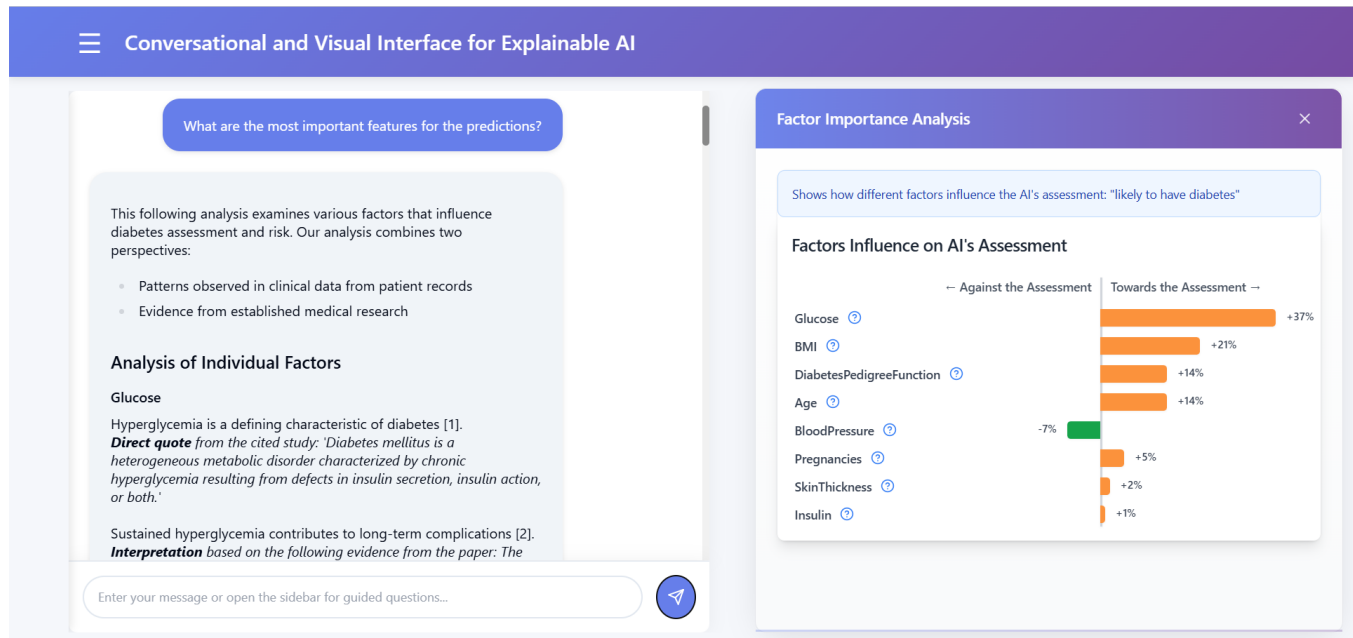 Conversational and Visual Interface for Explainable AI
What are the most important features for the predictions?
This following analysis examines various factors that influence
diabetes assessment and risk. Our analysis combines two
perspectives:
Patterns observed in clinical data from patient records
Evidence from established medical research
Analysis of Individual Factors
Glucose
Hyperglycemia is a defining characteristic of diabetes [1].
Direct quote from the cited study: 'Diabetes mellitus is a
heterogeneous metabolic disorder characterized by chronic
hyperglycemia resulting from defects in insulin secretion, insulin action,
or both.'
Sustained hyperglycemia contributes to long-term complications [2].
Interpretation based on the following evidence from the paper: The
Enter your message or open the sidebar for guided questions...
Factor Importance Analysis
Shows how different factors influence the AI's assessment: "likely to have diabetes"
Factors Influence on AI's Assessment
← Against the Assessment Towards the Assessment →
Glucose +37%
BMI +21%
DiabetesPedigreeFunction +14%
Age +14%
BloodPressure -7%
Pregnancies +5%
SkinThickness +2%
Insulin +1%